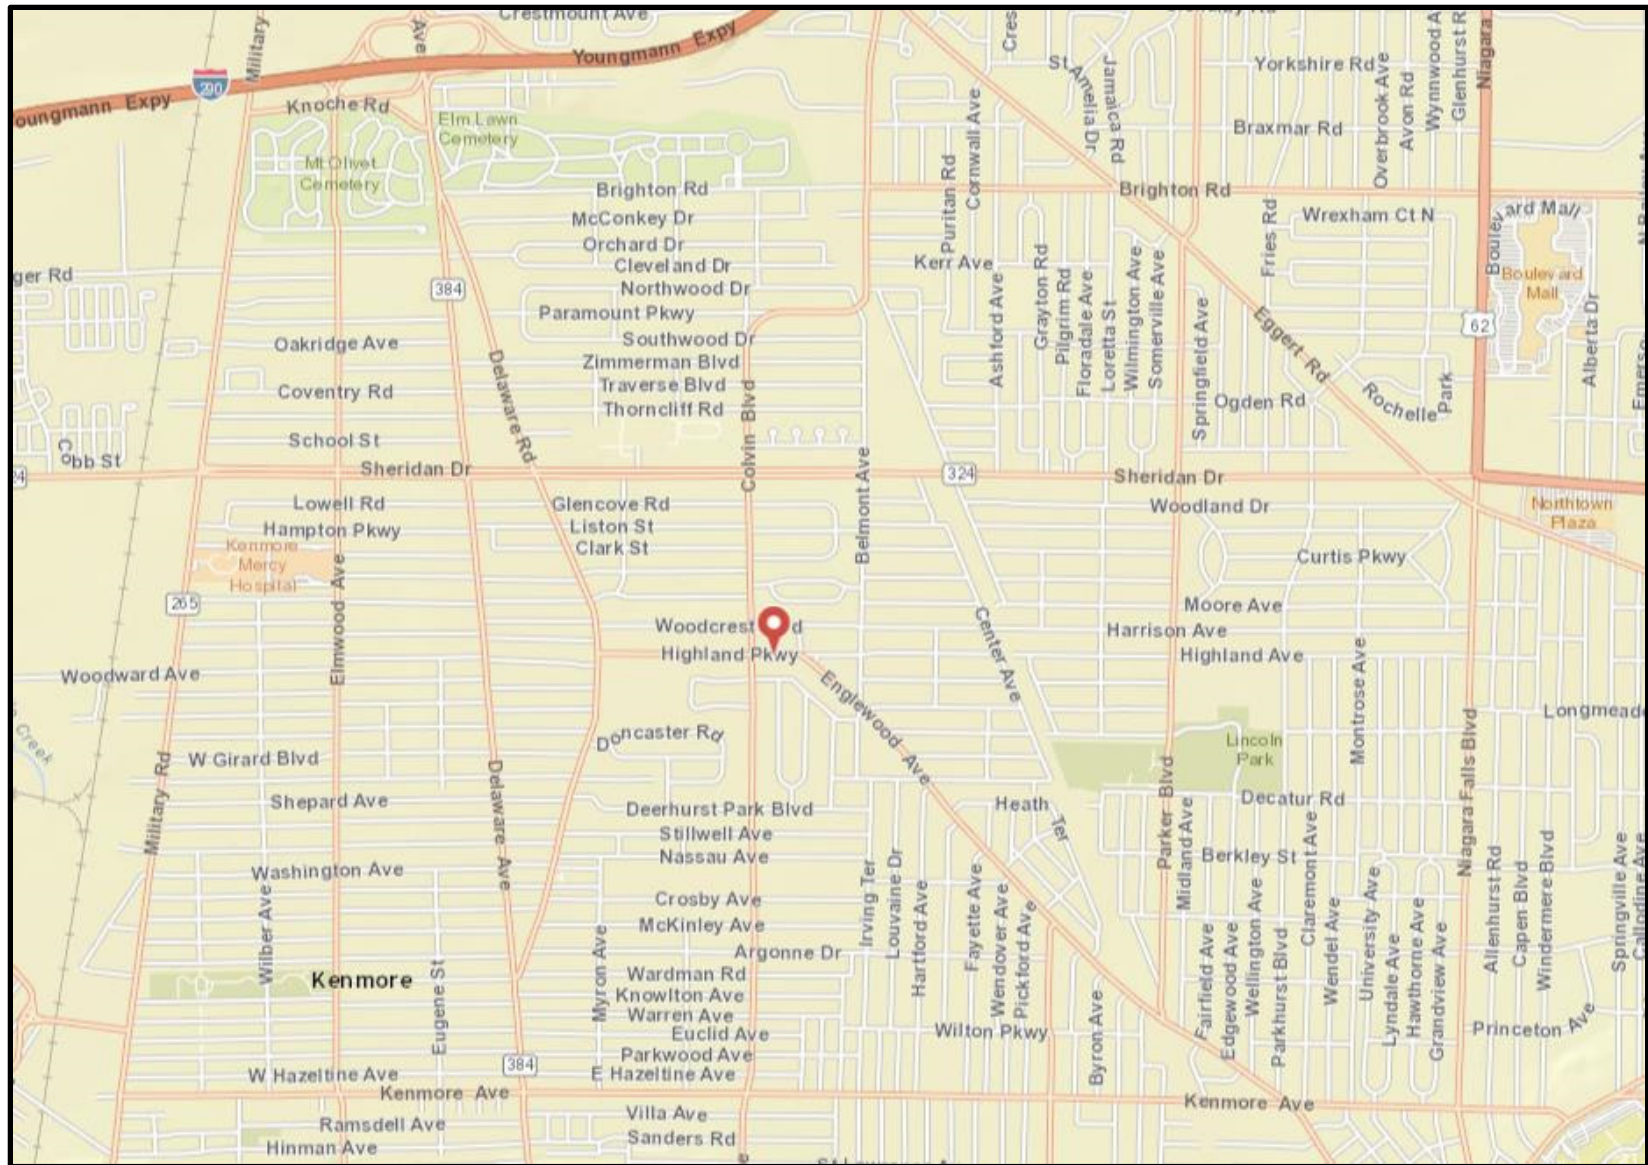 Crestmount Ave
Military
Ave
Youngmann Expy
Cres
Niagara
290
oungmann Expy
Knoche Rd
Elm Lawn
Cemetery
St Amelia Dr
Jamaica Rd
Yorkshire Rd
Overbrook Ave
Avon Rd
Wynnwood A
Glenhurst R
Braxmar Rd
Mt Olivet
Cemetery
Brighton Rd
Puritan Rd
Cornwall Ave
Brighton Rd
McConkey Dr
Fries Rd
Wrexham Ct N
Boulev
ard Mall
Orchard Dr
Cleveland Dr
Kerr Ave
ger Rd
384
Northwood Dr
Boulevard
Mall
Paramount Pkwy
Ashford Ave
Grayton Rd
Pilgrim Rd
Floradale Ave
Loretta St
Wilmington Ave
Somerville Ave
Springfield Ave
Eggert Rd
62
Alberta Dr
Emerso
Oakridge Ave
Southwood Dr
Delaware Rd
Zimmerman Blvd
Coventry Rd
Traverse Blvd
Colvin Blvd
Thorncliff Rd
Ogden Rd
Rochelle
Park
School St
Cobb St
Sheridan Dr
24
324
Sheridan Dr
Belmont Ave
Lowell Rd
Glencove Rd
Woodland Dr
Northtown
Plaza
Hampton Pkwy
Liston St
Kenmore
Mercy
Hospital
Clark St
Curtis Pkwy
Elmwood Ave
265
Moore Ave
Woodcrest
d
Harrison Ave
Center Ave
Highland Pkwy
Highland Ave
Woodward Ave
Englewood Ave
Montrose Ave
Longmead
Creek
Doncaster Rd
Lincoln
Park
W Girard Blvd
Military Rd
Delaware Ave
Parker Blvd
Niagara Falls Blvd
Shepard Ave
Deerhurst Park Blvd
Heath
Ter
Decatur Rd
Stillwell Ave
Nassau Ave
Midland Ave
Berkley St
Claremont Ave
Washington Ave
Wilber Ave
Crosby Ave
McKinley Ave
Myron Ave
Argonne Dr
Irving Ter
Louvaine Dr
Hartford Ave
Fayette Ave
Wendover Ave
Pickford Ave
Fairfield Ave
Edgewood Ave
Wellington Ave
Parkhurst Blvd
Wendel Ave
University Ave
Lyndale Ave
Hawthorne Ave
Grandview Ave
Allenhurst Rd
Capen Blvd
Windermere Blvd
Springville Ave
Kenmore
Eugene St
Wardman Rd
Knowlton Ave
Warren Ave
Euclid Ave
Wilton Pkwy
Byron Ave
Princeton Ave
Parkwood Ave
384
W Hazeltine Ave
E Hazeltine Ave
Kenmore Ave
Kenmore Ave
Villa Ave
Ramsdell Ave
Sanders Rd
Hinman Ave